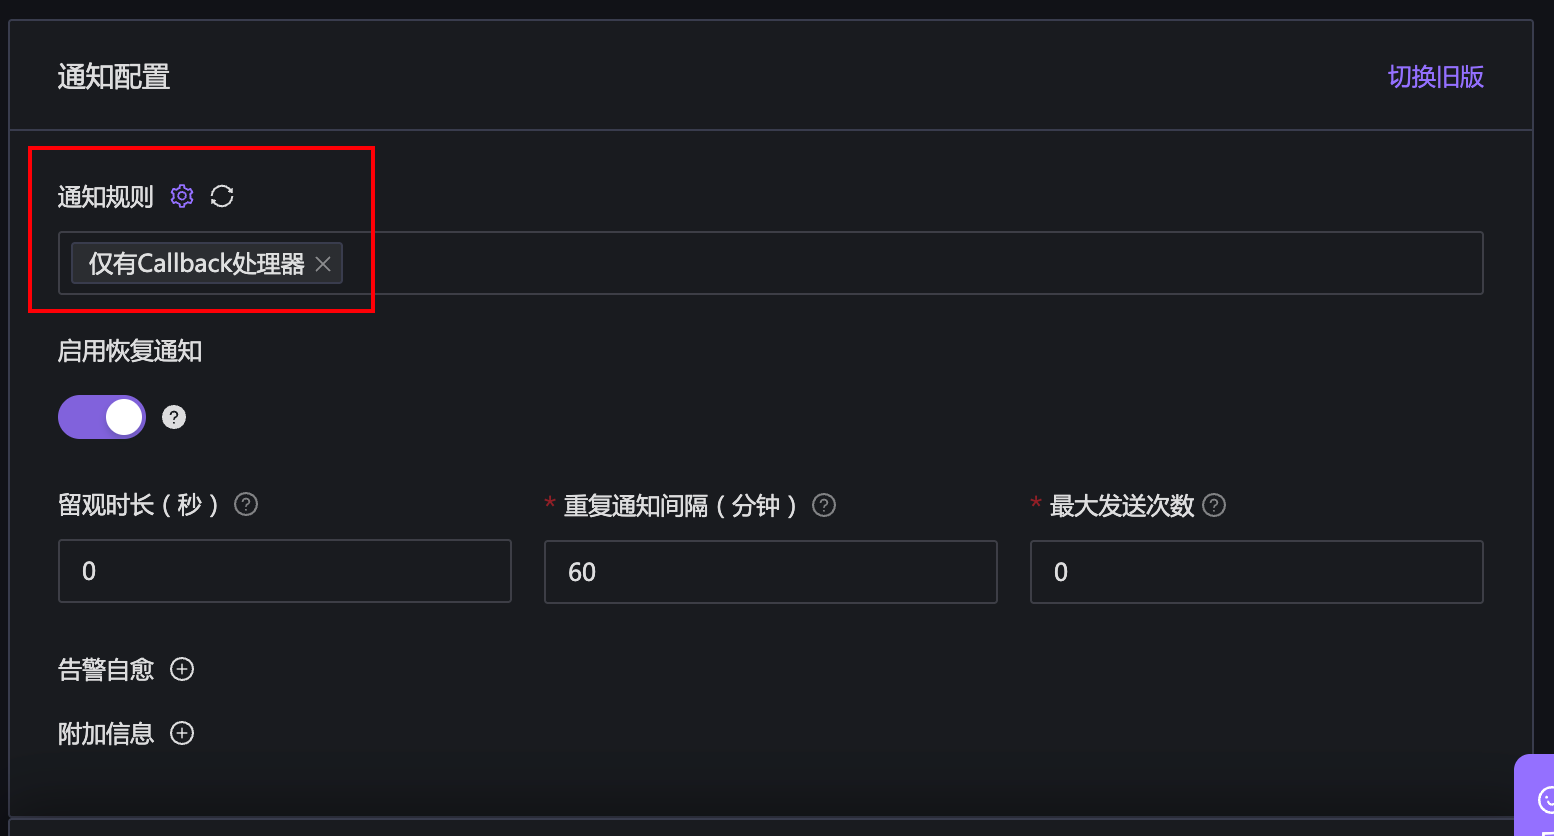 通知配置
切换旧版
通知规则
仅有Callback处理器
启用恢复通知
?
留观时长（秒） ?
* 重复通知间隔（分钟） ?
* 最大发送次数 ?
0
60
0
告警自愈
附加信息